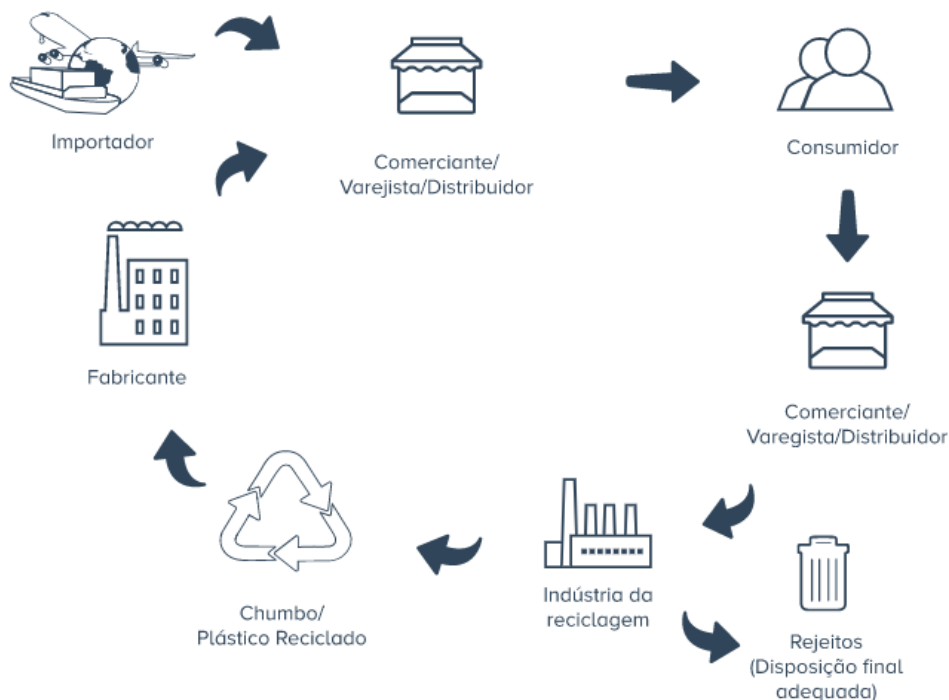 Importador
Comerciante/
Varejista/Distribuidor
Consumidor
Fabricante
Comerciante/
Varegista/Distribuidor
Chumbo/
Plástico Reciclado
Indústria da
reciclagem
Rejeitos
(Disposição final
adequada)